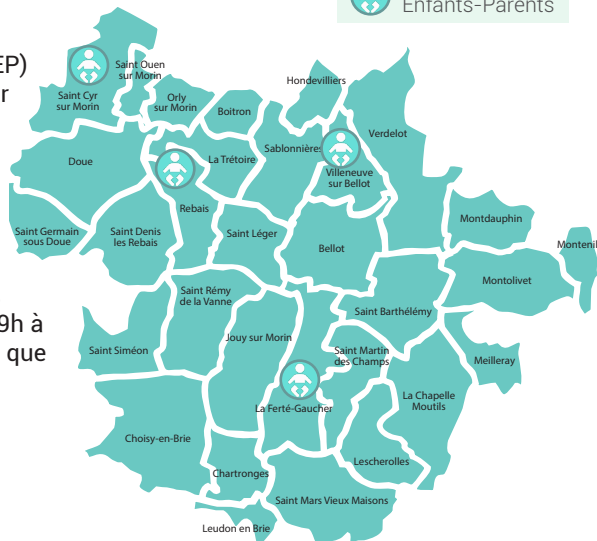 Enfants-Parents
EP)
r
9h à
que
Saint Cyr
sur Morin
Saint Ouen
sur Morin
Orly
sur Morin
Boitron
Hondevilliers
Verdelot
Doue
La Trétoire
Sablonnières
Villeneuve
sur Bellot
Rebais
Montdauphin
Saint Germain
sous Doue
Saint Denis
les Rebais
Saint Léger
Bellot
Montenil
Montolivet
Saint Rémy
de la Vanne
Saint Barthélémy
Saint Siméon
Jouy sur Morin
Saint Martin
des Champs
Meilleray
La Ferté-Gaucher
La Chapelle
Moutils
Choisy-en-Brie
Lescherolles
Chartronges
Saint Mars Vieux Maisons
Leudon en Brie